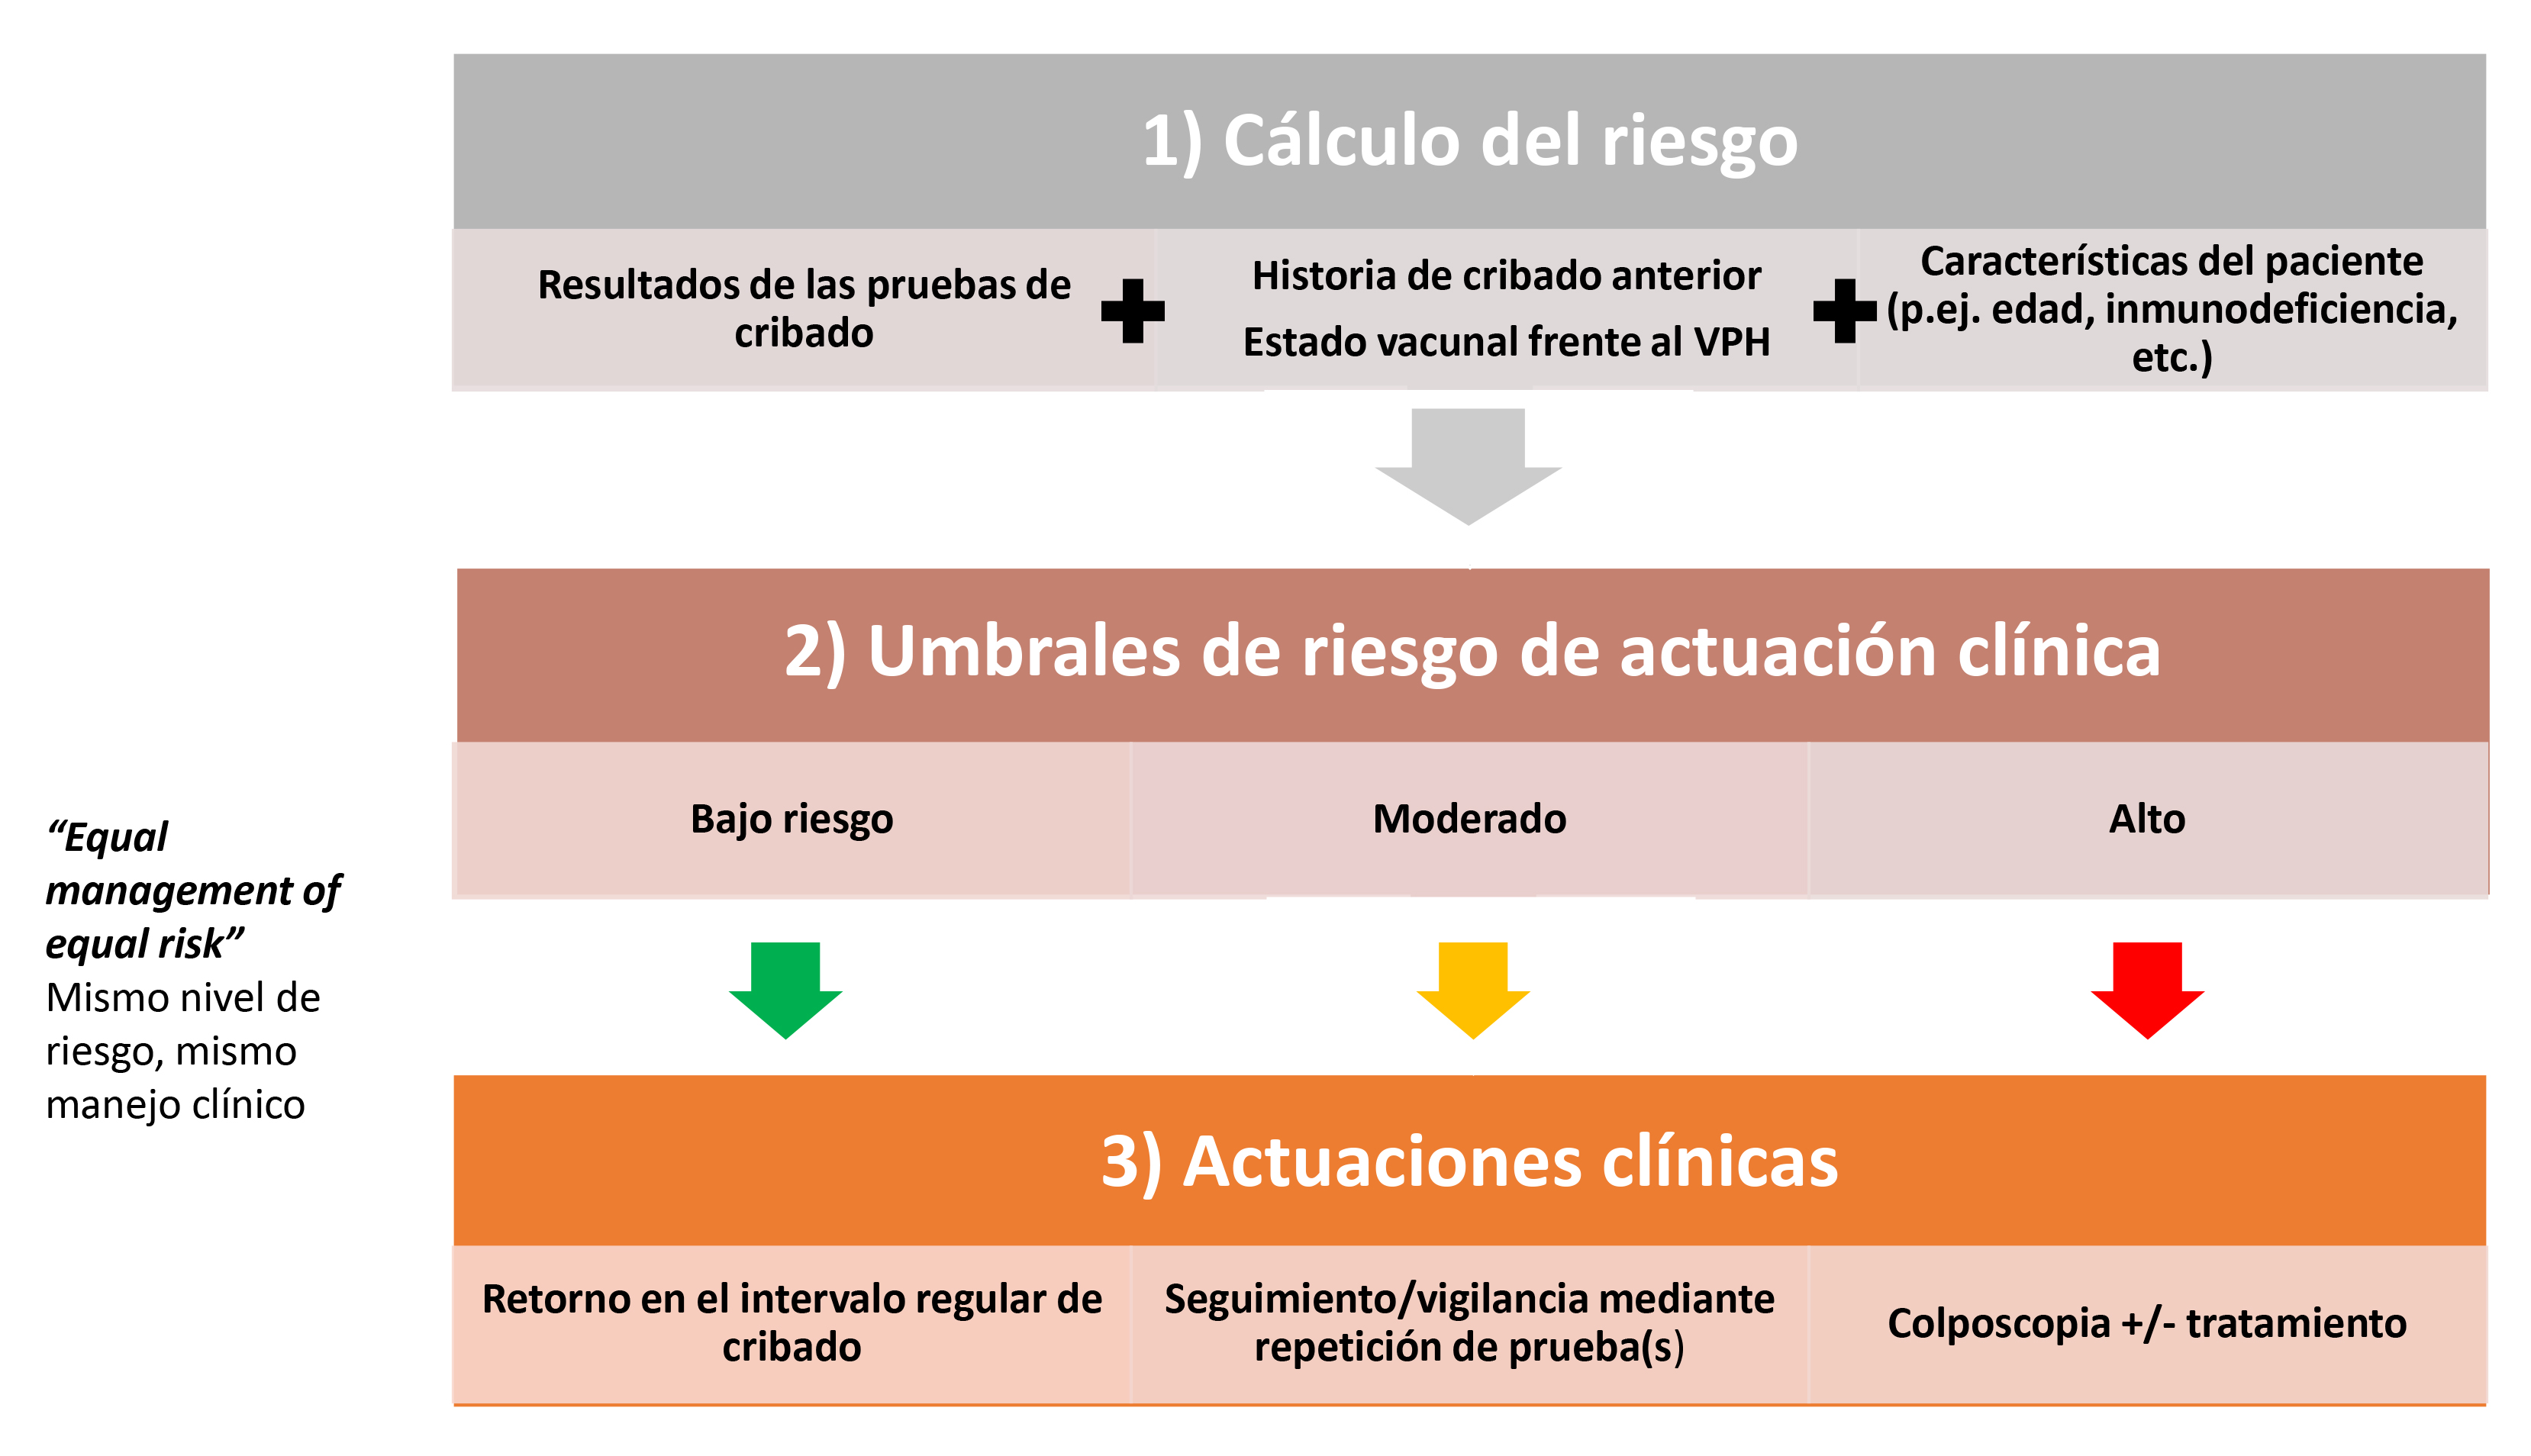 1) Cálculo del riesgo
Resultados de las pruebas de
cribado
Historia de cribado anterior
Estado vacunal frente al VPH
Características del paciente
(p.ej. edad, inmunodeficiencia,
etc.)
2) Umbrales de riesgo de actuación clínica
Bajo riesgo
Moderado
Alto
“Equal
management of
equal risk”
Mismo nivel de
riesgo, mismo
manejo clínico
3) Actuaciones clínicas
Retorno en el intervalo regular de
cribado
Seguimiento/vigilancia mediante
repetición de prueba(s)
Colposcopia +/- tratamiento